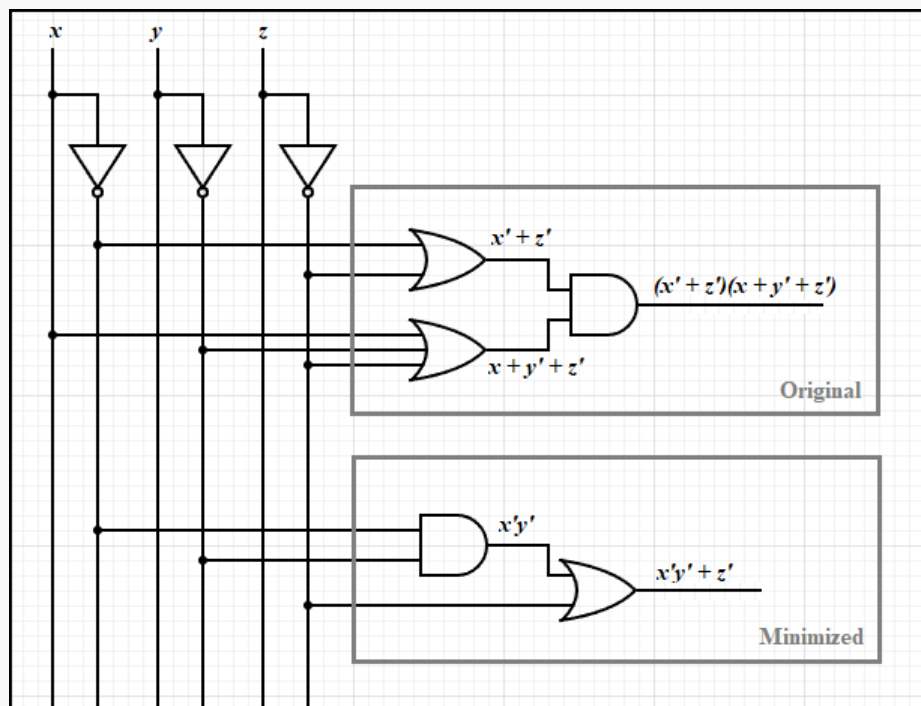 x y z
x' + z'
(x' + z')(x + y' + z')
x + y' + z'
Original
x'y'
x'y' + z'
Minimized